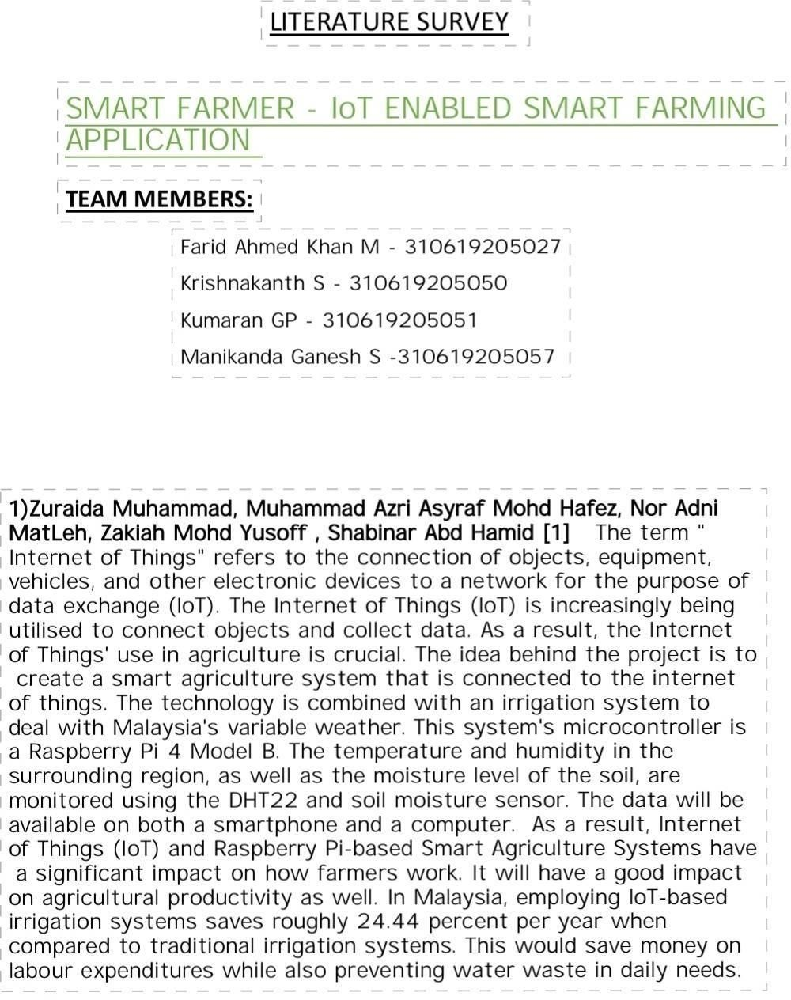 LITERATURE SURVEY
SMART FARMER - IoT ENABLED SMART FARMING
APPLICATION
TEAM MEMBERS:
Farid Ahmed Khan M - 310619205027
Krishnakanth S - 310619205050
Kumaran GP - 310619205051
Manikanda Ganesh S -310619205057
1)Zuraida Muhammad, Muhammad Azri Asyraf Mohd Hafez, Nor Adni
MatLeh, Zakiah Mohd Yusoff , Shabinar Abd Hamid [1] The term "
Internet of Things" refers to the connection of objects, equipment,
vehicles, and other electronic devices to a network for the purpose of
data exchange (IoT). The Internet of Things (IoT) is increasingly being
utilised to connect objects and collect data. As a result, the Internet
of Things' use in agriculture is crucial. The idea behind the project is to
create a smart agriculture system that is connected to the internet
of things. The technology is combined with an irrigation system to
deal with Malaysia's variable weather. This system's microcontroller is
a Raspberry Pi 4 Model B. The temperature and humidity in the
surrounding region, as well as the moisture level of the soil, are
monitored using the DHT22 and soil moisture sensor. The data will be
available on both a smartphone and a computer. As a result, Internet
of Things (IoT) and Raspberry Pi-based Smart Agriculture Systems have
a significant impact on how farmers work. It will have a good impact
on agricultural productivity as well. In Malaysia, employing IoT-based
irrigation systems saves roughly 24.44 percent per year when
compared to traditional irrigation systems. This would save money on
labour expenditures while also preventing water waste in daily needs.